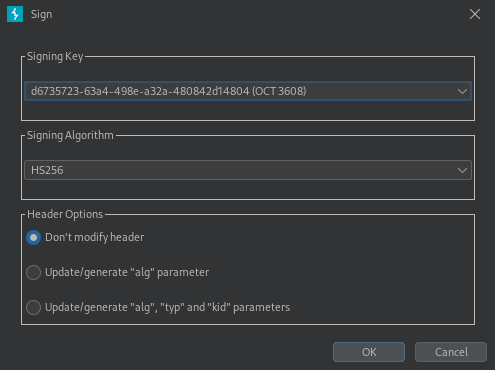 Sign
Signing Key
d6735723-63a4-498e-a32a-480842d14804 (OCT 3608)
Signing Algorithm
HS256
Header Options
Don't modify header
Update/generate "alg" parameter
Update/generate "alg", "typ" and "kid" parameters
OK
Cancel